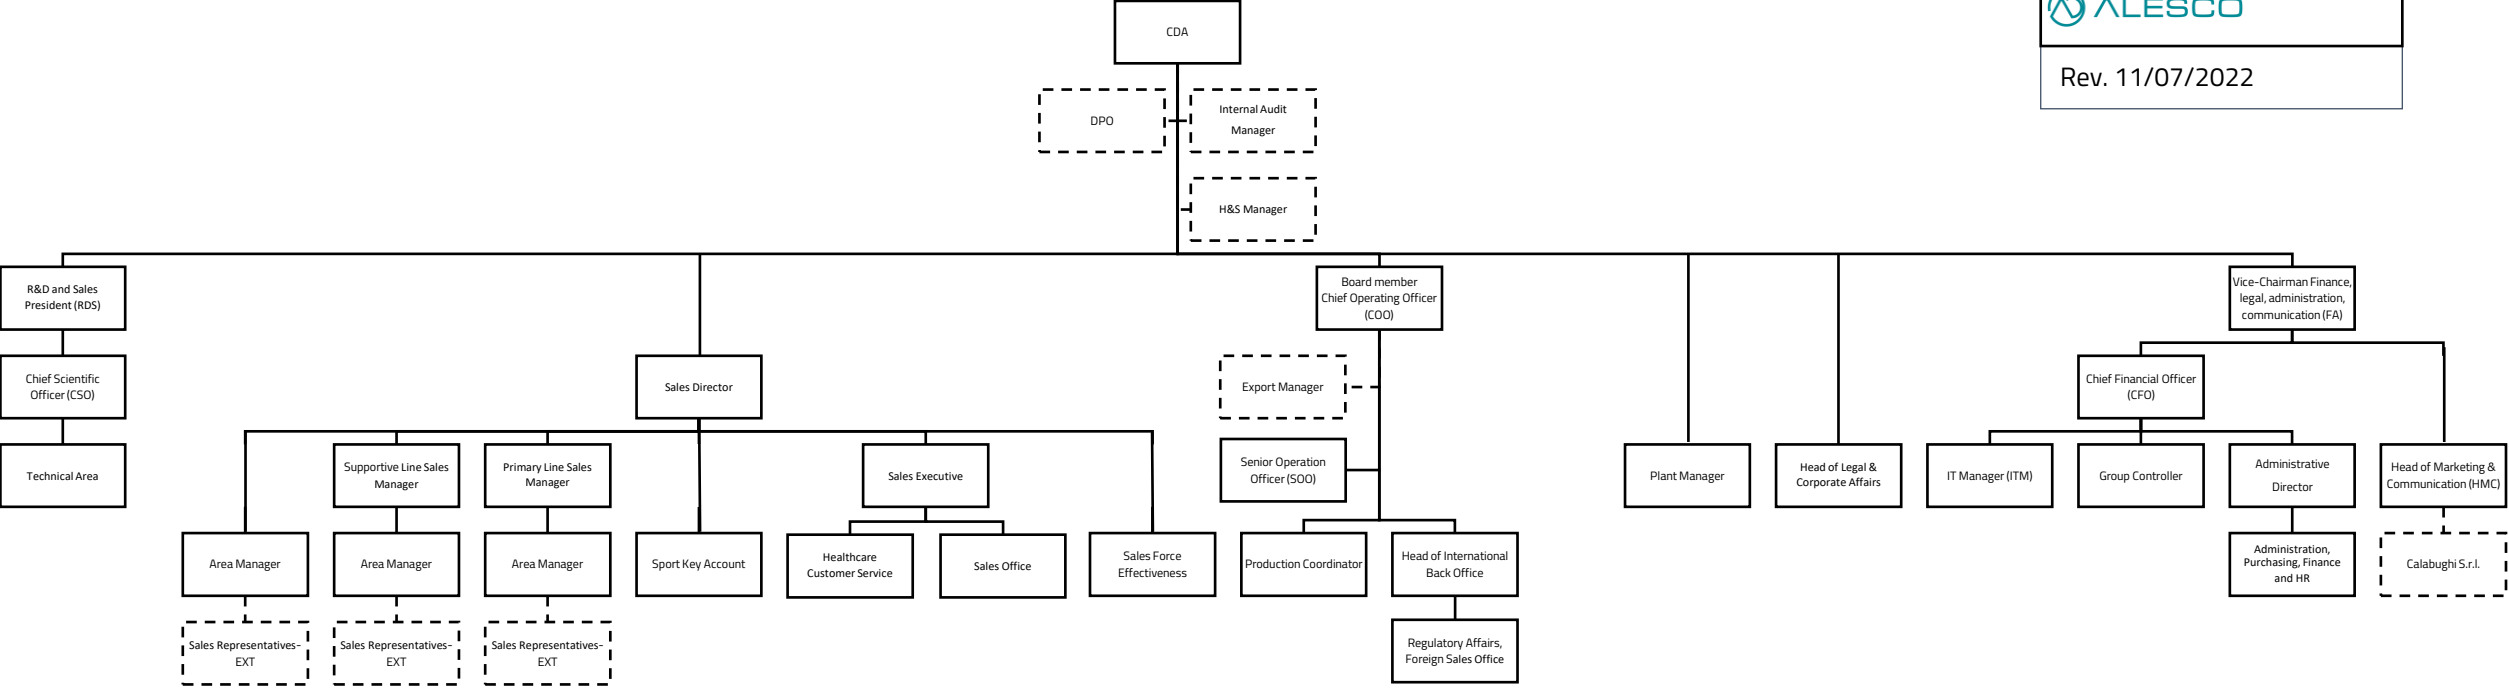 CDA
ALESCO
Rev. 11/07/2022
DPO
Internal Audit
Manager
H&S Manager
R&D and Sales
President (RDS)
Board member
Chief Operating Officer
(COO)
Vice-Chairman Finance,
legal, administration,
communication (FA)
Chief Scientific
Officer (CSO)
Sales Director
Export Manager
Chief Financial Officer
(CFO)
Technical Area
Supportive Line Sales
Manager
Primary Line Sales
Manager
Sales Executive
Senior Operation
Officer (SOO)
Plant Manager
Head of Legal &
Corporate Affairs
IT Manager (ITM)
Group Controller
Administrative
Director
Head of Marketing &
Communication (HMC)
Area Manager
Area Manager
Area Manager
Sport Key Account
Healthcare
Customer Service
Sales Office
Sales Force
Effectiveness
Production Coordinator
Head of International
Back Office
Administration,
Purchasing, Finance
and HR
Calabughi S.r.l.
Sales Representatives-
EXT
Sales Representatives-
EXT
Sales Representatives-
EXT
Regulatory Affairs,
Foreign Sales Office